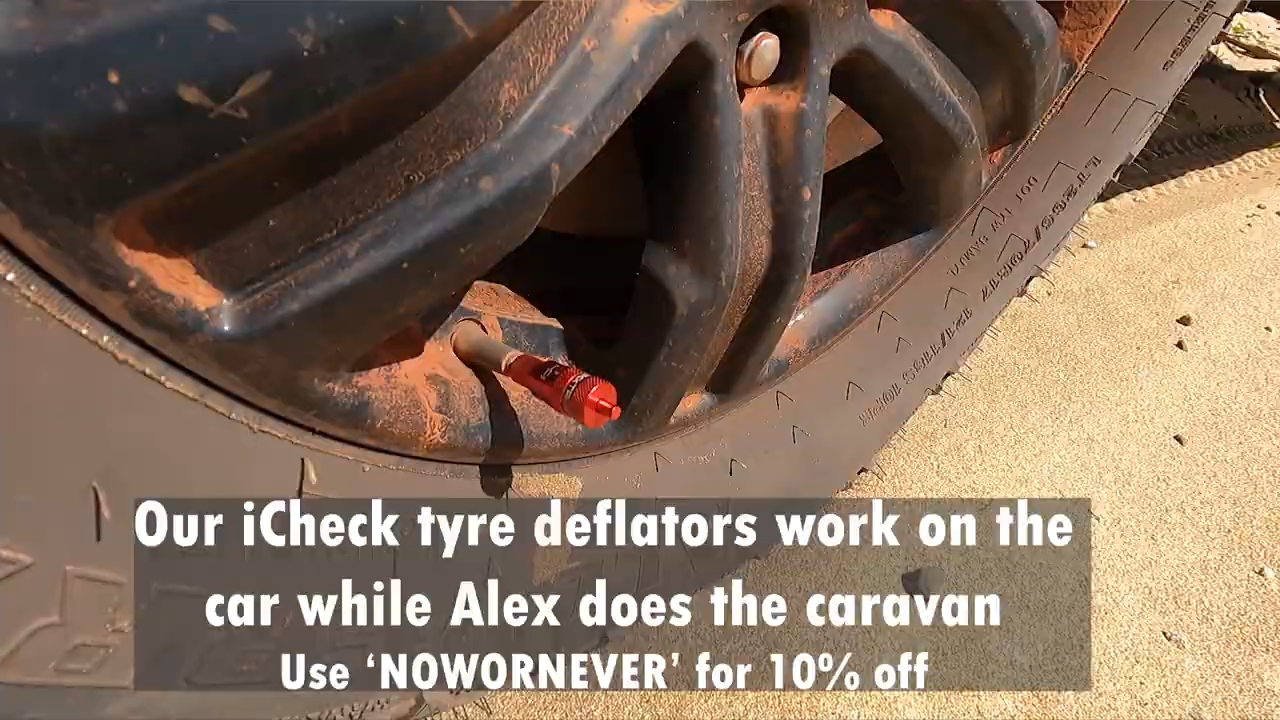 Our iCheck tyre deflators work on the
car while Alex does the caravan
Use ‘NOWORNEVER’ for 10% off